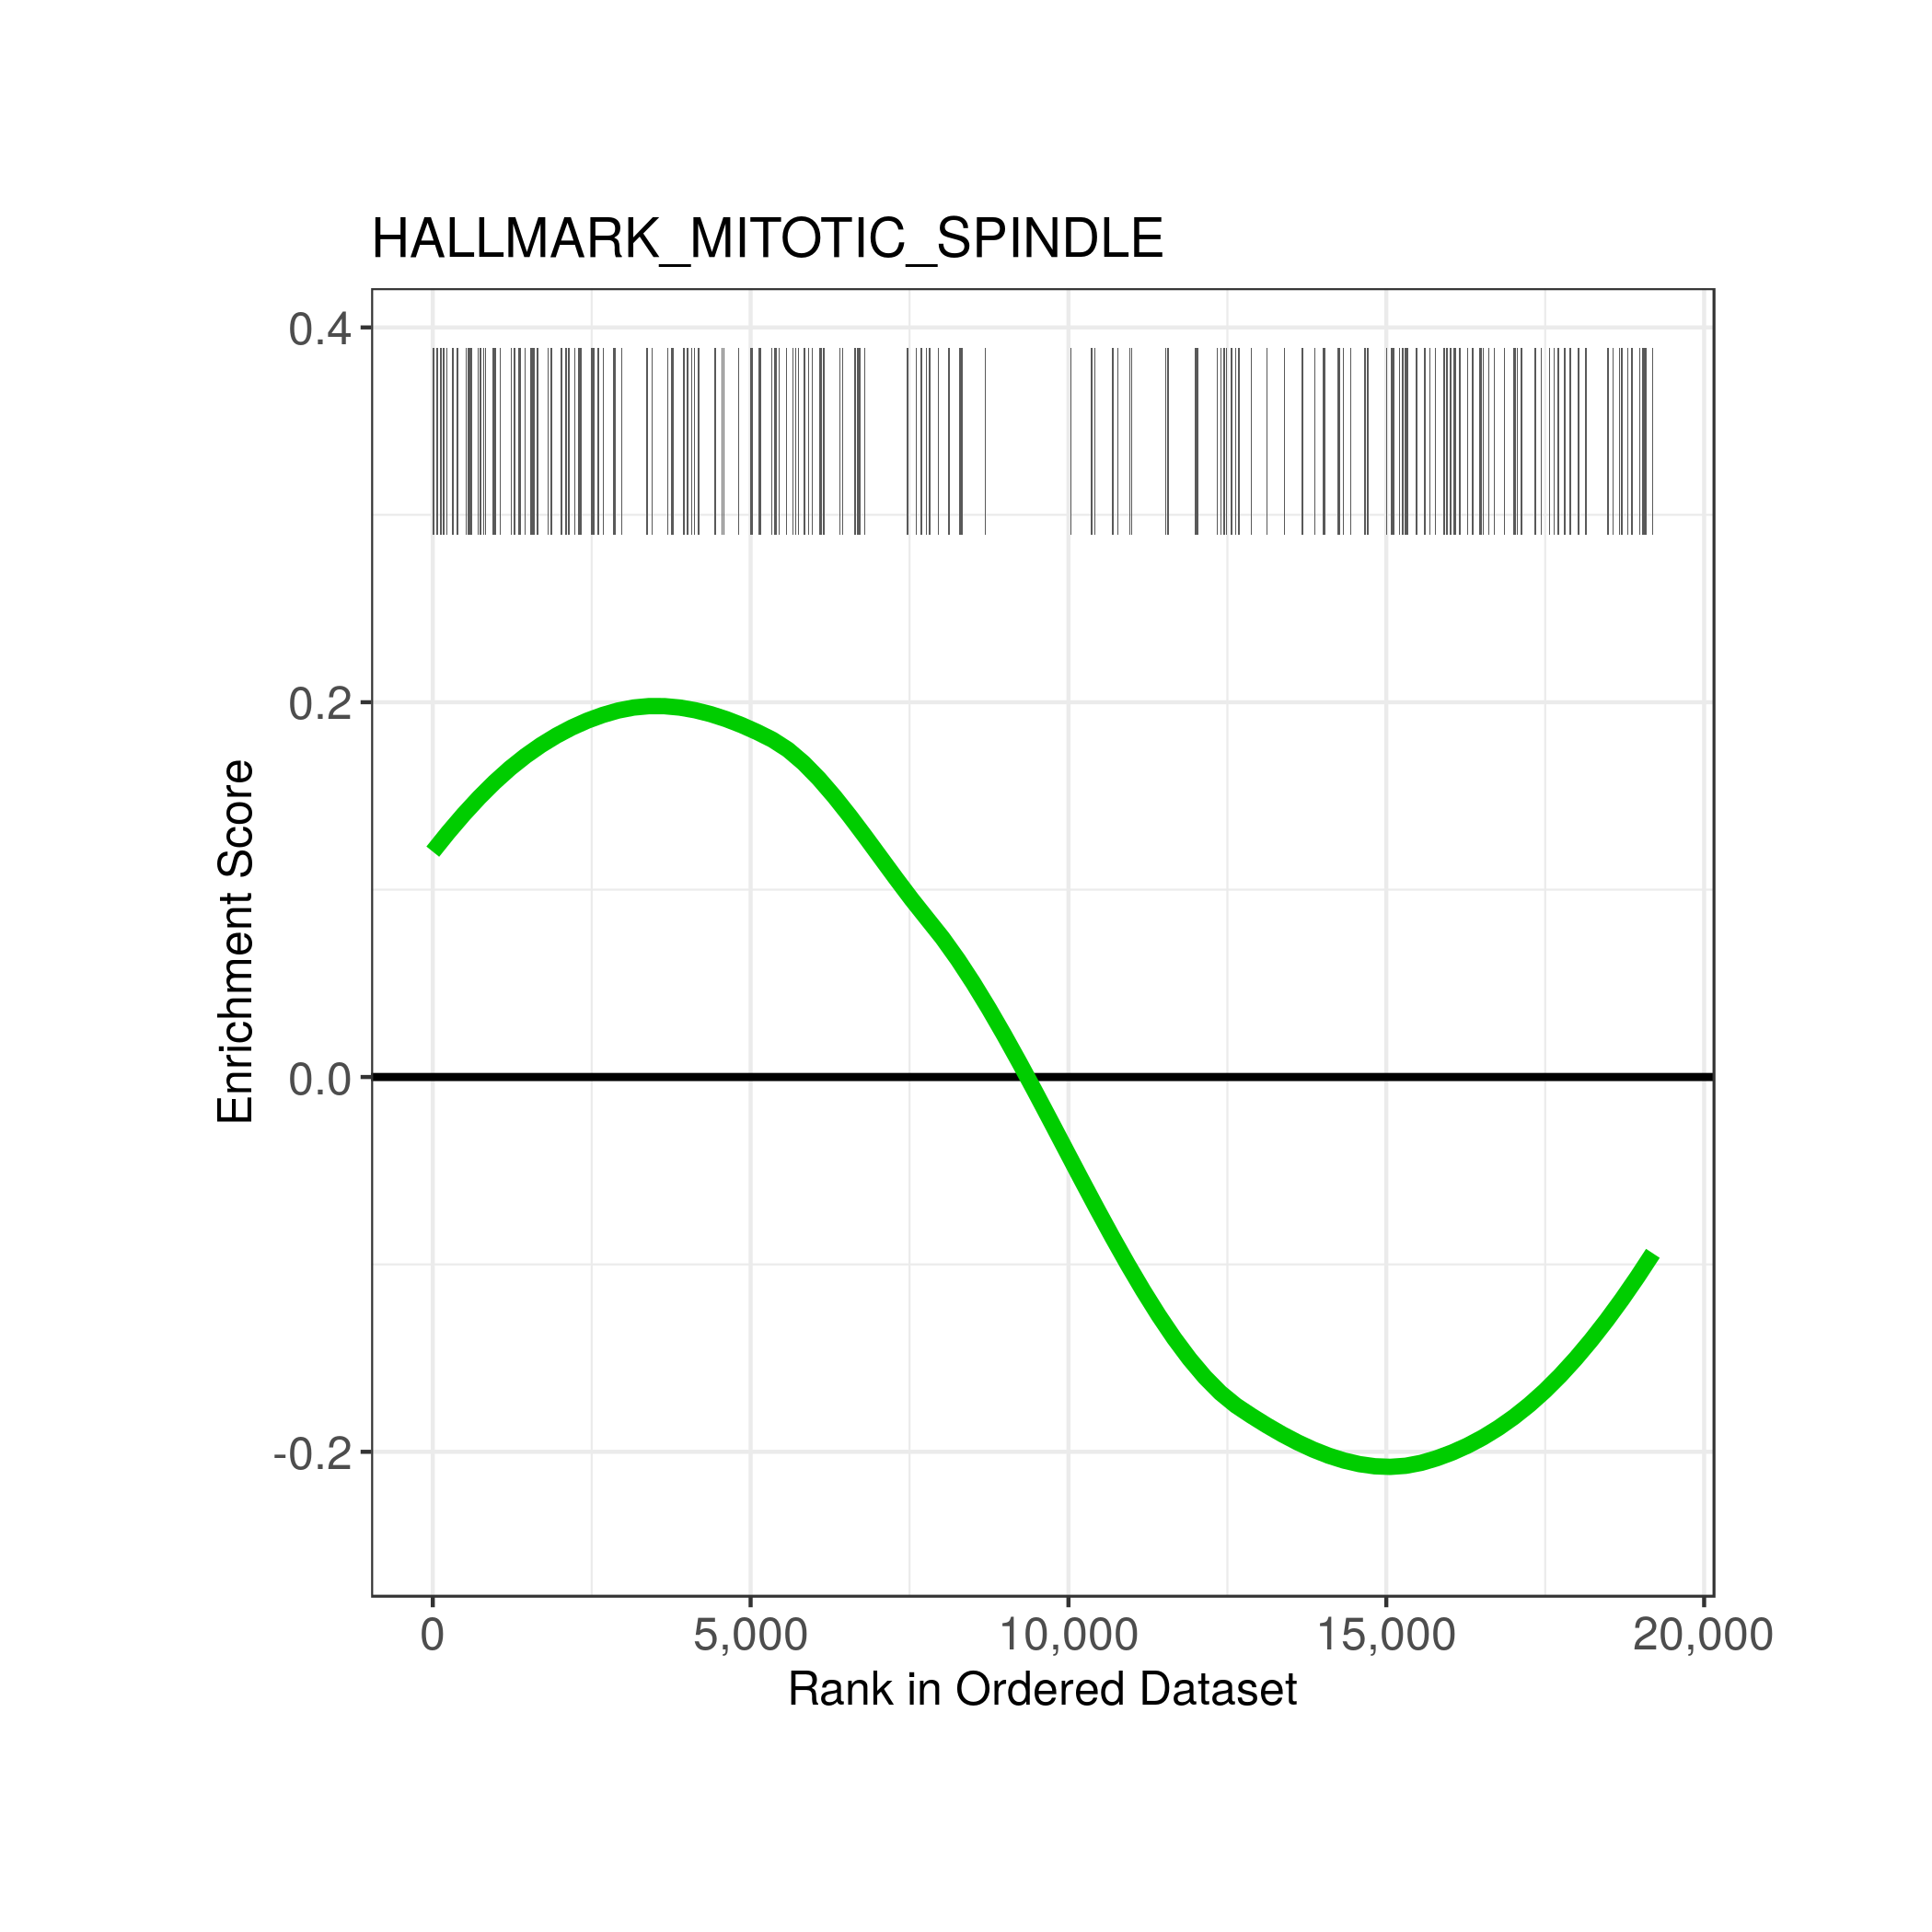 HALLMARK_MITOTIC_SPINDLE
0.4
0.2
0.0
-0.2
Enrichment Score
0 5,000 10,000 15,000 20,000
Rank in Ordered Dataset